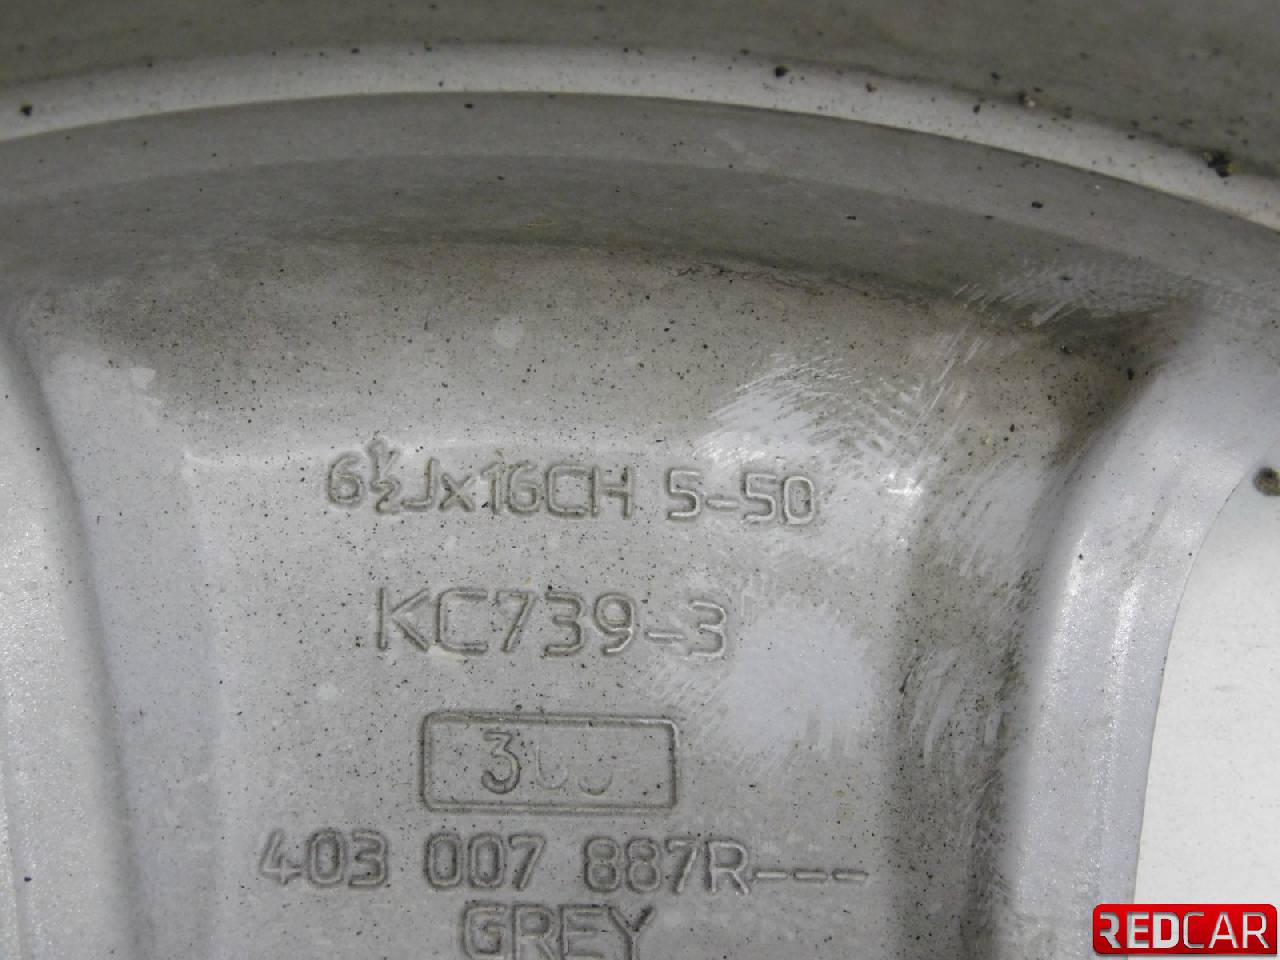 6½Jx16CH 5-50
KC739-3
403 007 887R---
GREY
REDCAR